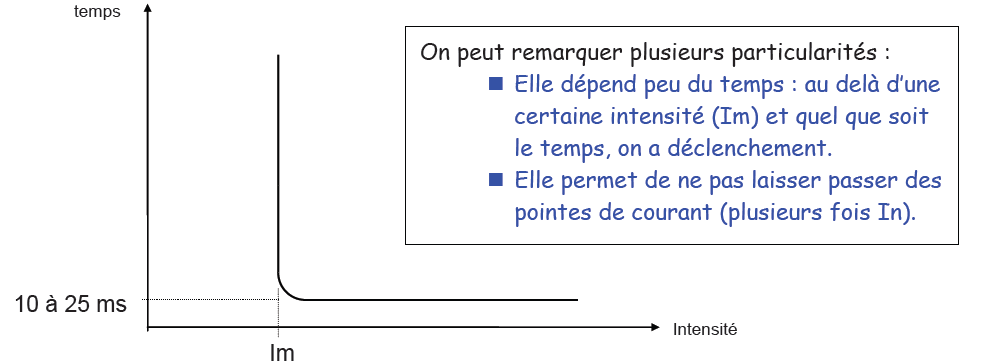 temps
On peut remarquer plusieurs particularités :
■ Elle dépend peu du temps : au delà d'une
certaine intensité (Im) et quel que soit
le temps, on a déclenchement.
■ Elle permet de ne pas laisser passer des
pointes de courant (plusieurs fois In).
10 à 25 ms
Intensité
Im